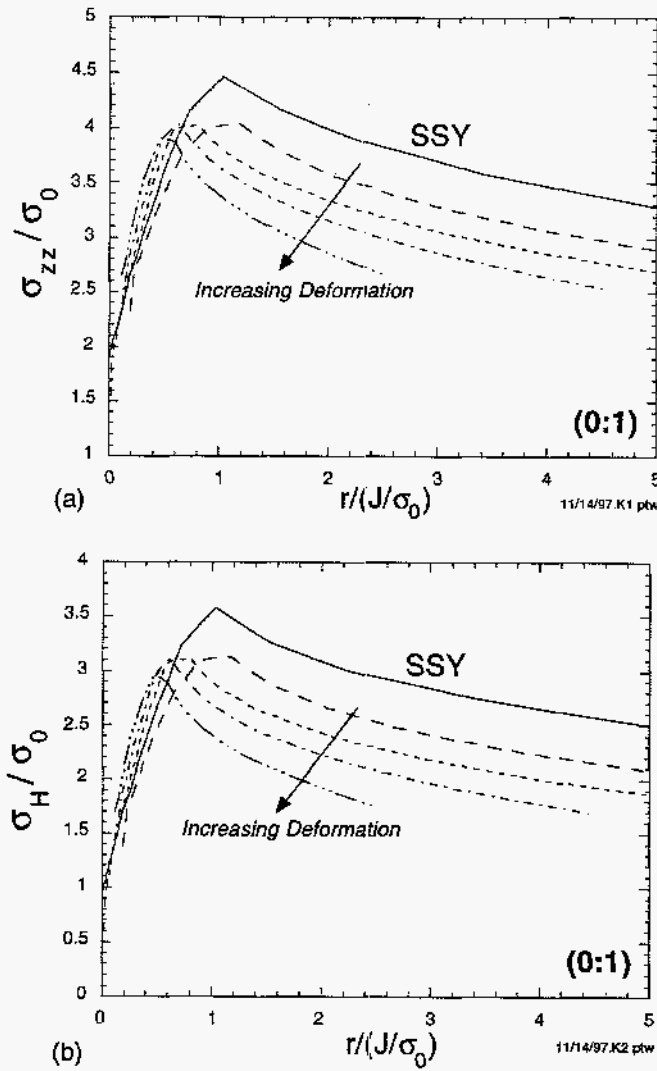 5
4.5
4
3.5
3
2.5
2
1.5
1
σzz/σ0
SSY
Increasing Deformation
(0:1)
0 1 2 3 4 5
(a) r/(J/σ0) 11/14/97.K1 ptw
4
3.5
3
2.5
2
1.5
1
0.5
0
σH/σ0
SSY
Increasing Deformation
(0:1)
0 1 2 3 4 5
(b) r/(J/σ0) 11/14/97.K2 ptw